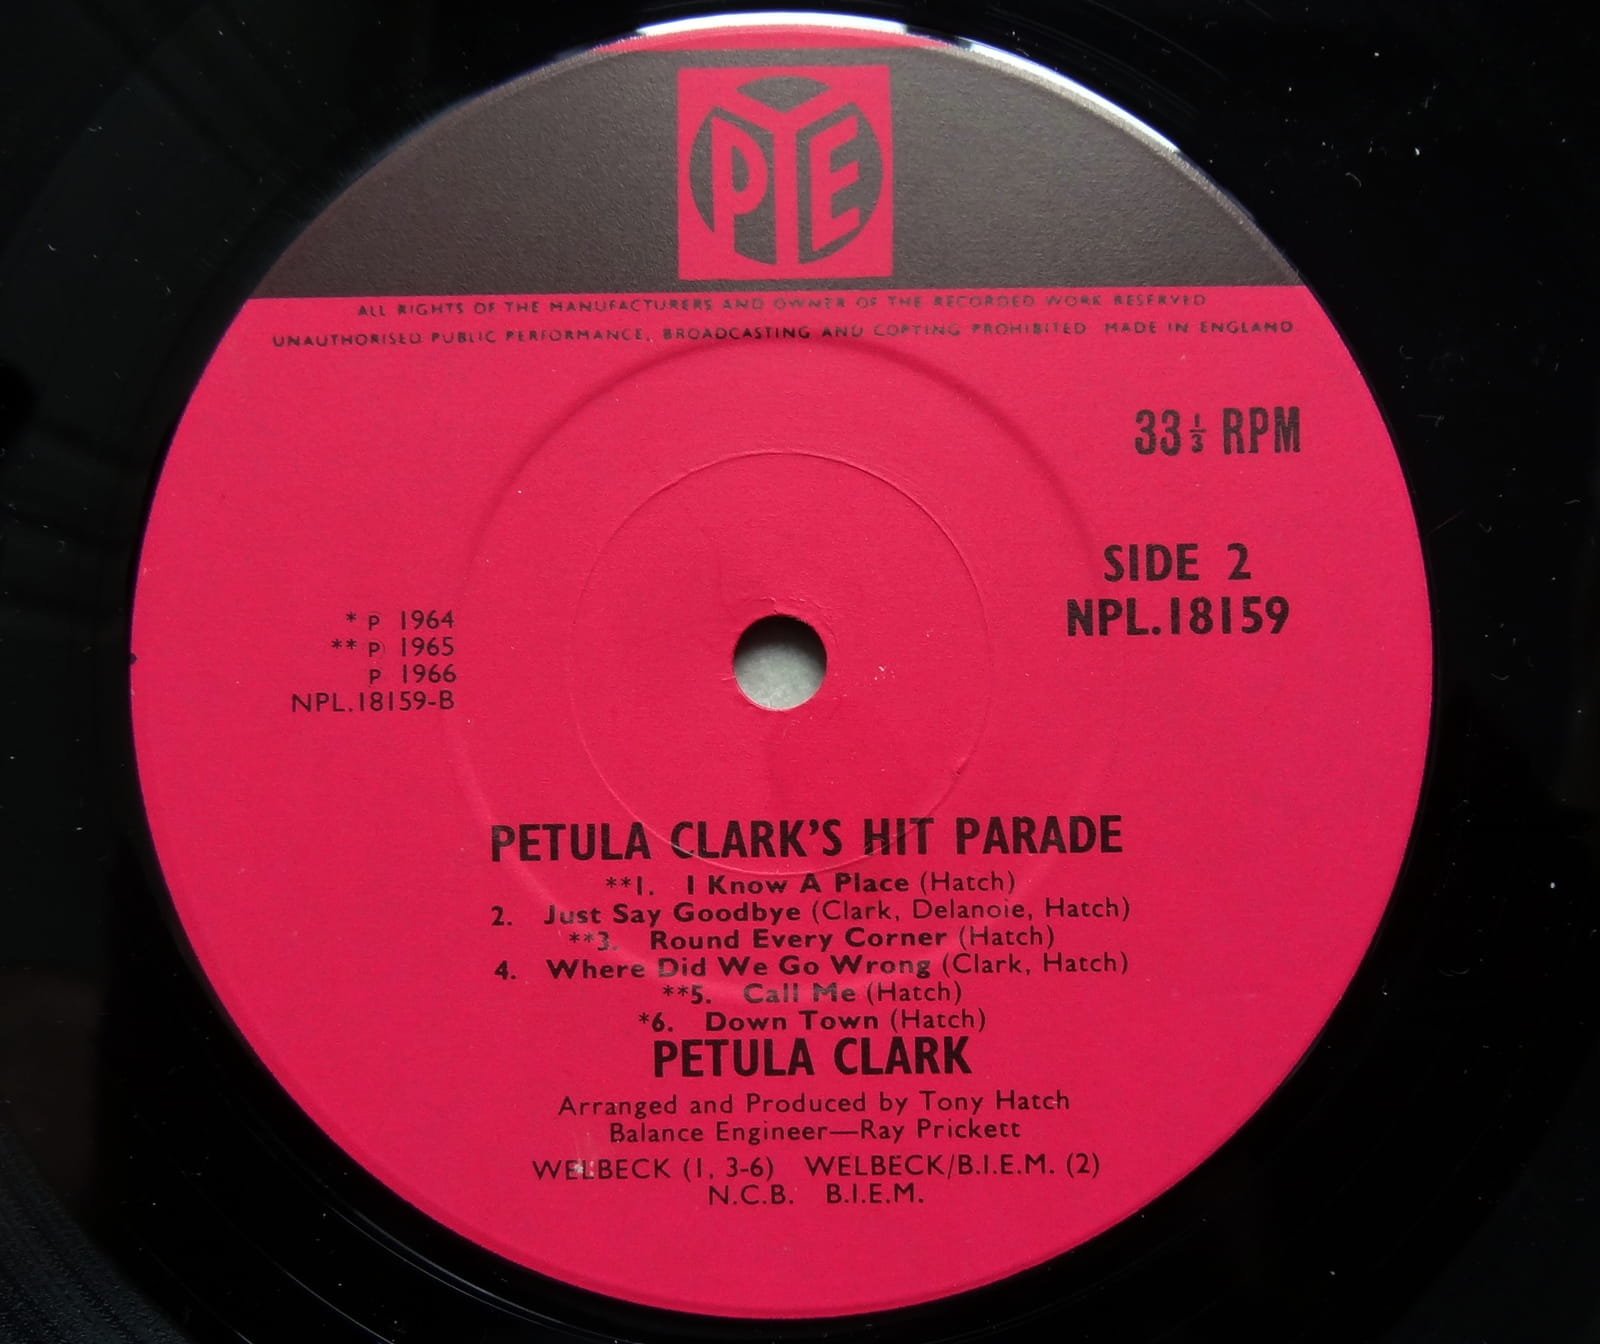 PYE
ALL RIGHTS OF THE MANUFACTURERS AND OWNER OF THE RECORDED WORK RESERVED
UNAUTHORISED PUBLIC PERFORMANCE, BROADCASTING AND COPYING PROHIBITED MADE IN ENGLAND
33⅓ RPM
SIDE 2
NPL.18159
* ℗ 1964
** ℗ 1965
℗ 1966
NPL.18159-B
PETULA CLARK'S HIT PARADE
**1. I Know A Place (Hatch)
2. Just Say Goodbye (Clark, Delanoie, Hatch)
**3. Round Every Corner (Hatch)
4. Where Did We Go Wrong (Clark, Hatch)
**5. Call Me (Hatch)
*6. Down Town (Hatch)
PETULA CLARK
Arranged and Produced by Tony Hatch
Balance Engineer—Ray Prickett
WELBECK (1, 3-6) WELBECK/B.I.E.M. (2)
N.C.B. B.I.E.M.